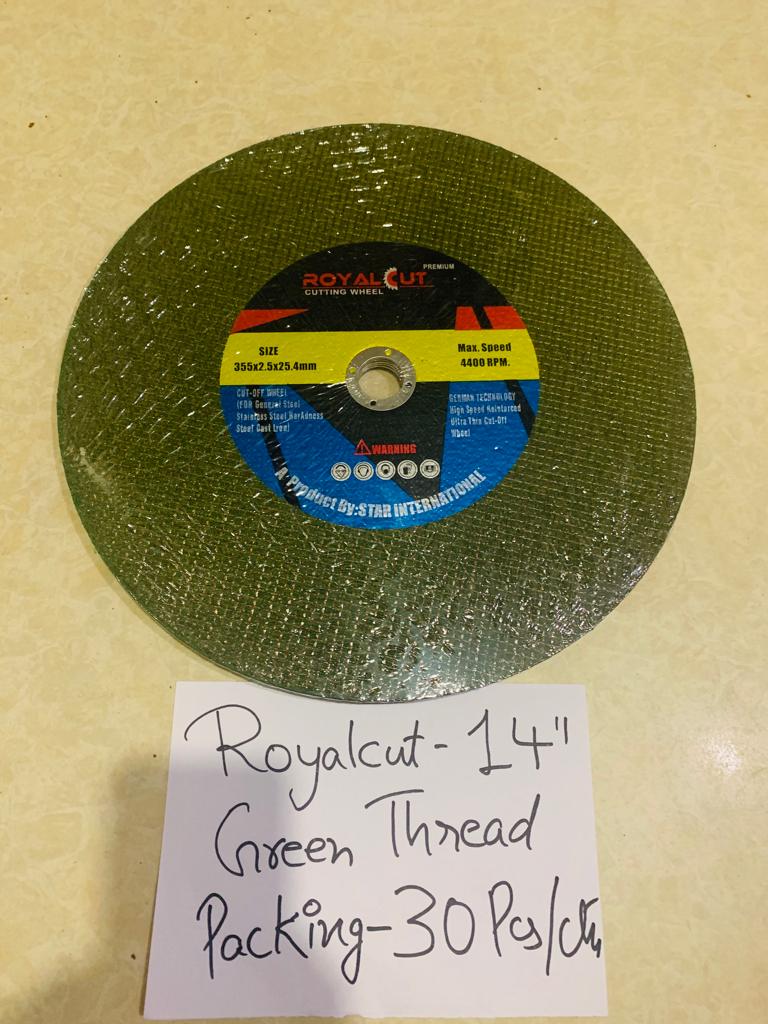 PREMIUM
ROYALCUT
CUTTING WHEEL
SIZE
355x2.5x25.4mm
Max. Speed
4400 RPM.
CUT-OFF WHEEL
(FOR General Steel
Stainless Steel HarAdness
Steel Cast Iren)
GERMAN TECHNOLOGY
High Speed Reinforced
Ultra Thra Cut-Off
Wheel
WARNING
A Product By:STAR INTERNATIONAL
Royalcut-14"
Green Thread
Packing-30 Pcs/ctn